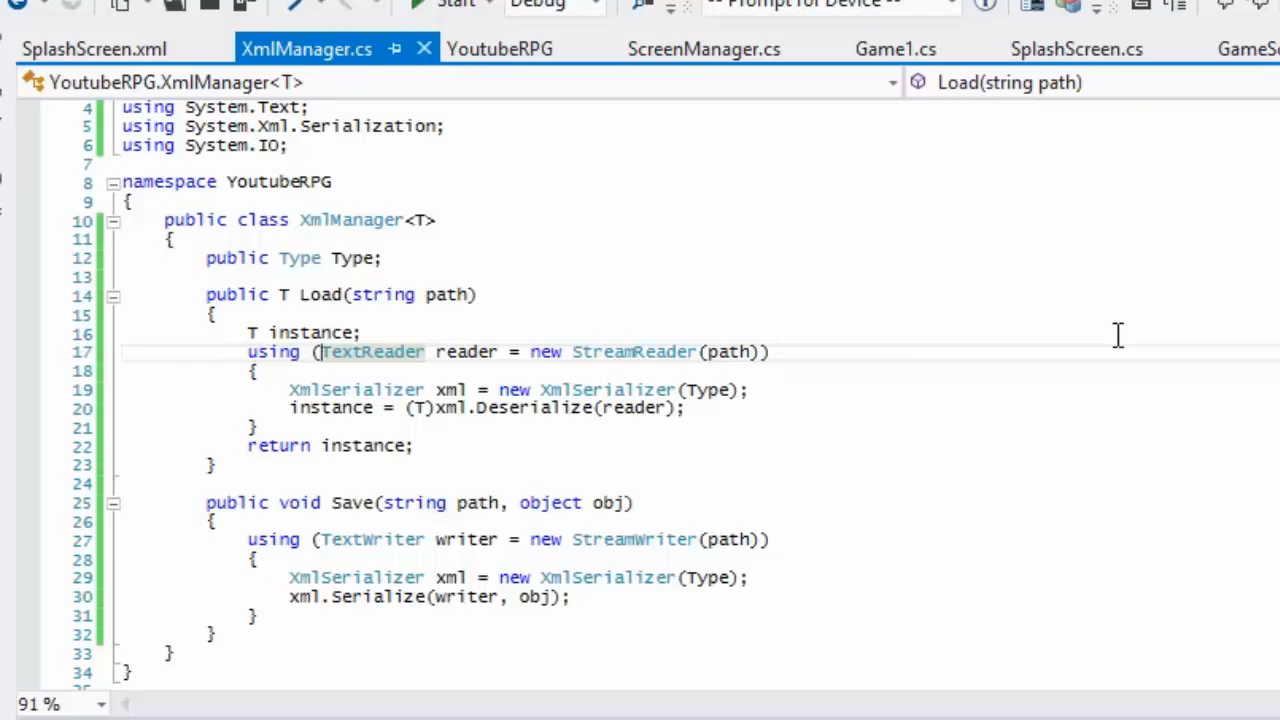 Start Debug -- Prompt for Device --
SplashScreen.xml XmlManager.cs YoutubeRPG ScreenManager.cs Game1.cs SplashScreen.cs GameSc
YoutubeRPG.XmlManager<T> Load(string path)
4 using System.Text;
5 using System.Xml.Serialization;
6 using System.IO;
7
8 namespace YoutubeRPG
9 {
10 public class XmlManager<T>
11 {
12 public Type Type;
13
14 public T Load(string path)
15 {
16 T instance;
17 using (TextReader reader = new StreamReader(path))
18 {
19 XmlSerializer xml = new XmlSerializer(Type);
20 instance = (T)xml.Deserialize(reader);
21 }
22 return instance;
23 }
24
25 public void Save(string path, object obj)
26 {
27 using (TextWriter writer = new StreamWriter(path))
28 {
29 XmlSerializer xml = new XmlSerializer(Type);
30 xml.Serialize(writer, obj);
31 }
32 }
33 }
34 }
91 %